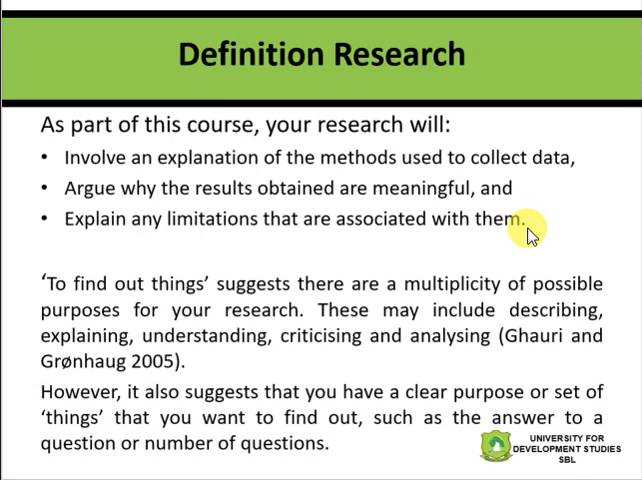 Definition Research
As part of this course, your research will:
• Involve an explanation of the methods used to collect data,
• Argue why the results obtained are meaningful, and
• Explain any limitations that are associated with them.
‘To find out things’ suggests there are a multiplicity of possible
purposes for your research. These may include describing,
explaining, understanding, criticising and analysing (Ghauri and
Grønhaug 2005).
However, it also suggests that you have a clear purpose or set of
‘things’ that you want to find out, such as the answer to a
question or number of questions.
UNIVERSITY FOR
DEVELOPMENT STUDIES
SBL